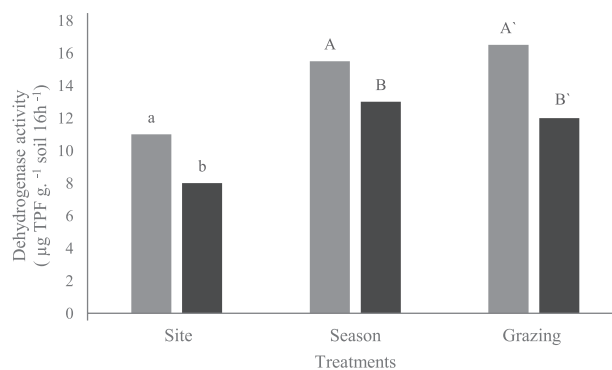 18
16
14
12
10
8
6
4
2
0
Dehydrogenase activity
( µg TPF g. -1 soil 16h -1)
a
b
A
B
A`
B`
Site
Season
Grazing
Treatments